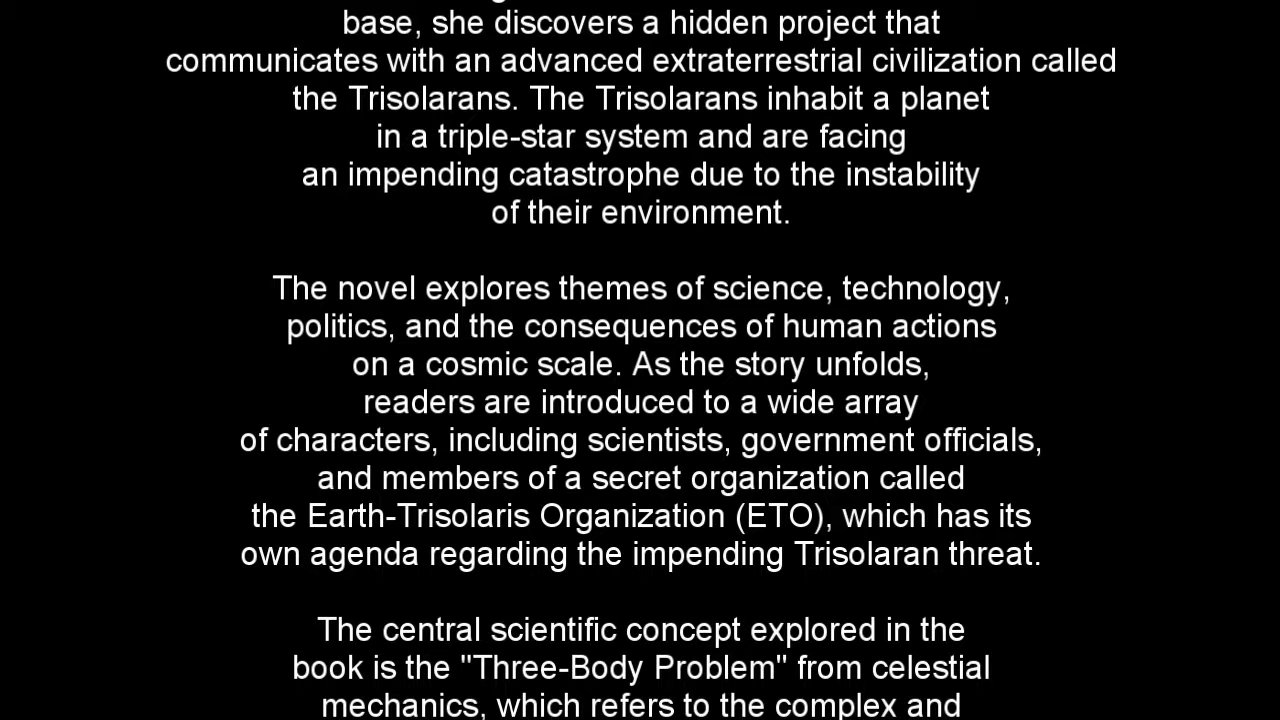 base, she discovers a hidden project that
communicates with an advanced extraterrestrial civilization called
the Trisolarans. The Trisolarans inhabit a planet
in a triple-star system and are facing
an impending catastrophe due to the instability
of their environment.
The novel explores themes of science, technology,
politics, and the consequences of human actions
on a cosmic scale. As the story unfolds,
readers are introduced to a wide array
of characters, including scientists, government officials,
and members of a secret organization called
the Earth-Trisolaris Organization (ETO), which has its
own agenda regarding the impending Trisolaran threat.
The central scientific concept explored in the
book is the "Three-Body Problem" from celestial
mechanics, which refers to the complex and